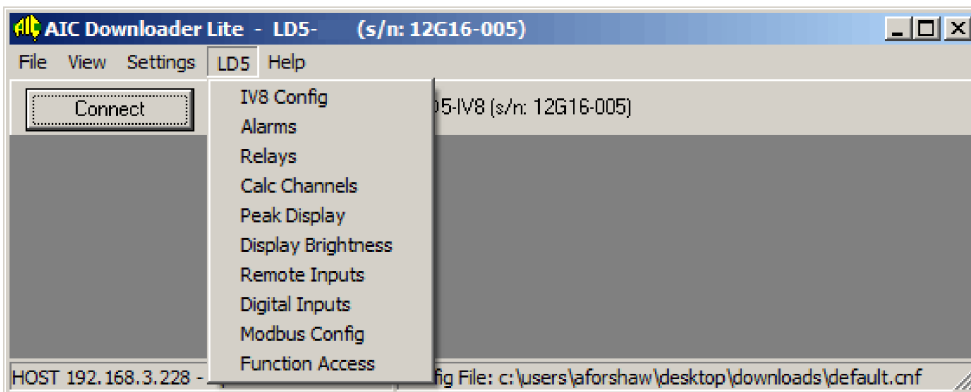 AIC AIC Downloader Lite - LD5- (s/n: 12G16-005)
File View Settings LD5 Help
Connect
D5-IV8 (s/n: 12G16-005)
IV8 Config
Alarms
Relays
Calc Channels
Peak Display
Display Brightness
Remote Inputs
Digital Inputs
Modbus Config
Function Access
HOST 192.168.3.228 - fig File: c:\users\aforshaw\desktop\downloads\default.cnf